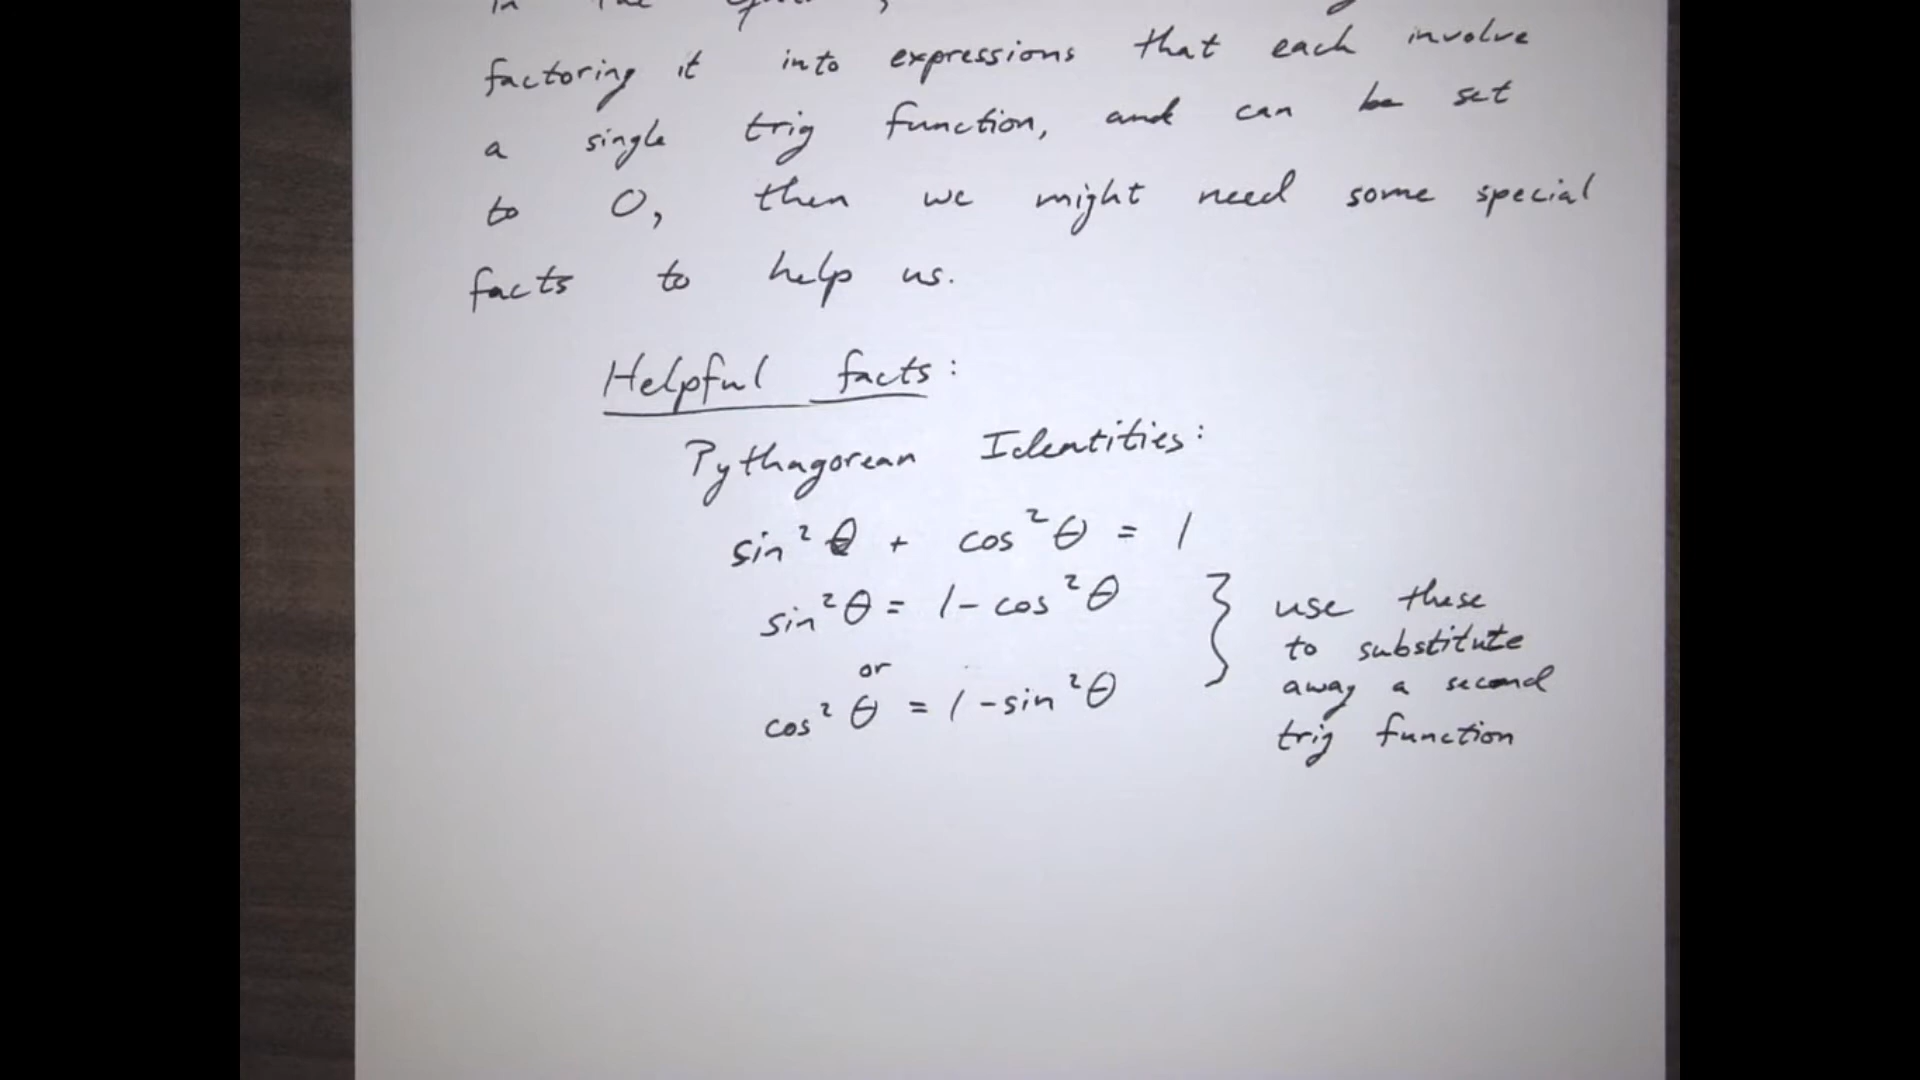 in the
factoring it into expressions that each involve
a single trig function, and can be set
to 0, then we might need some special
facts to help us.
Helpful facts:
Pythagorean Identities:
sin²θ + cos²θ = 1
sin²θ = 1 - cos²θ
or
cos²θ = 1 - sin²θ
} use these
to substitute
away a second
trig function